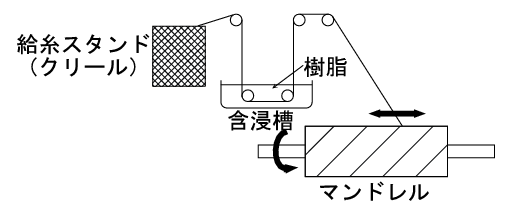 給糸スタンド
（クリール）
樹脂
含浸槽
マンドレル